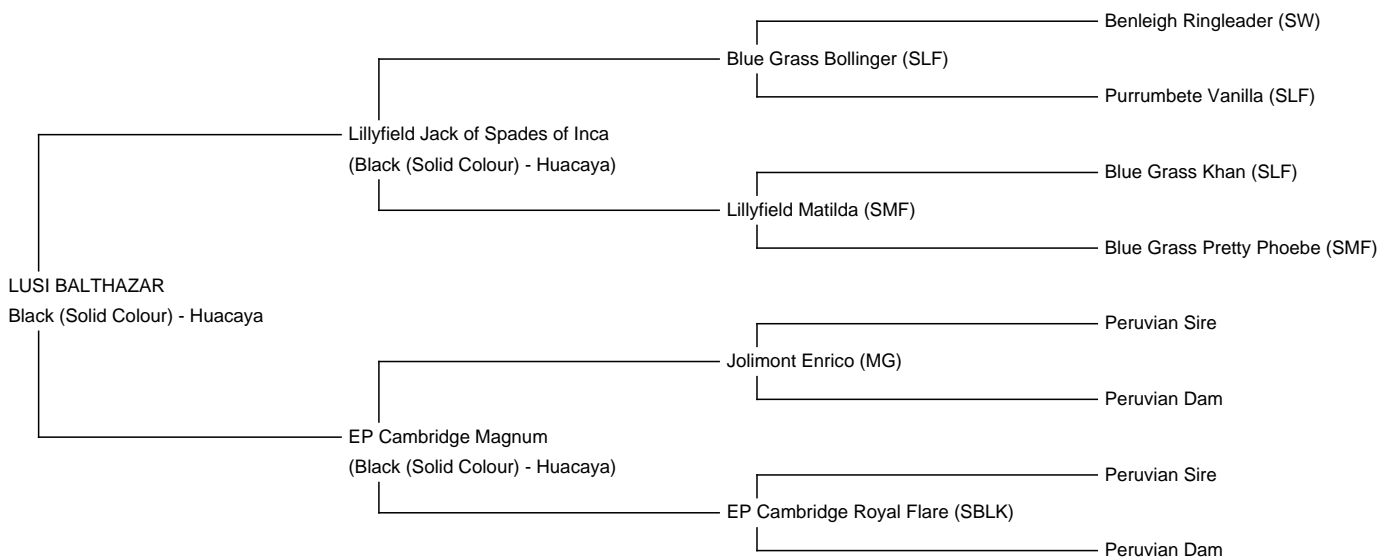 Benleigh Ringleader (SW)
Blue Grass Bollinger (SLF)
Purrumbete Vanilla (SLF)
Lillyfield Jack of Spades of Inca
(Black (Solid Colour) - Huacaya)
Blue Grass Khan (SLF)
Lillyfield Matilda (SMF)
Blue Grass Pretty Phoebe (SMF)
LUSI BALTHAZAR
Black (Solid Colour) - Huacaya
Peruvian Sire
Jolimont Enrico (MG)
Peruvian Dam
EP Cambridge Magnum
(Black (Solid Colour) - Huacaya)
Peruvian Sire
EP Cambridge Royal Flare (SBLK)
Peruvian Dam